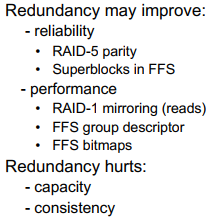 Redundancy may improve:
- reliability
• RAID-5 parity
• Superblocks in FFS
- performance
• RAID-1 mirroring (reads)
• FFS group descriptor
• FFS bitmaps
Redundancy hurts:
- capacity
- consistency